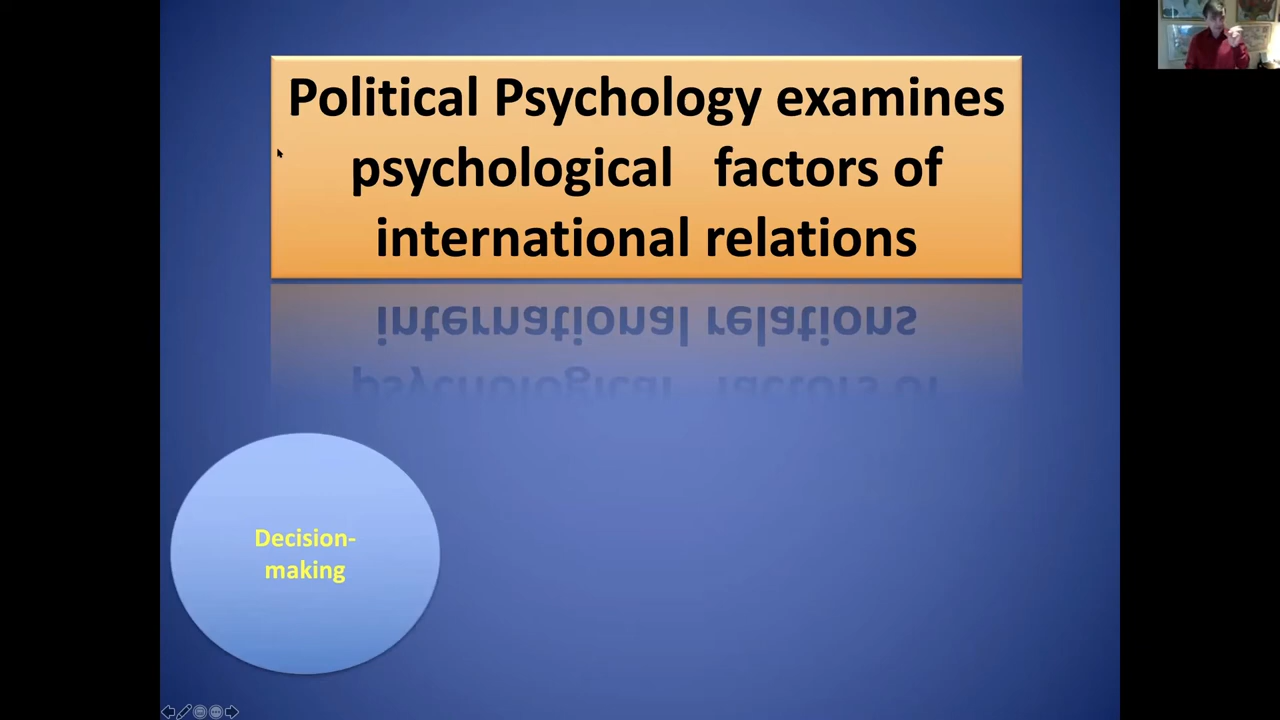 Political Psychology examines
psychological factors of
international relations
Decision-
making